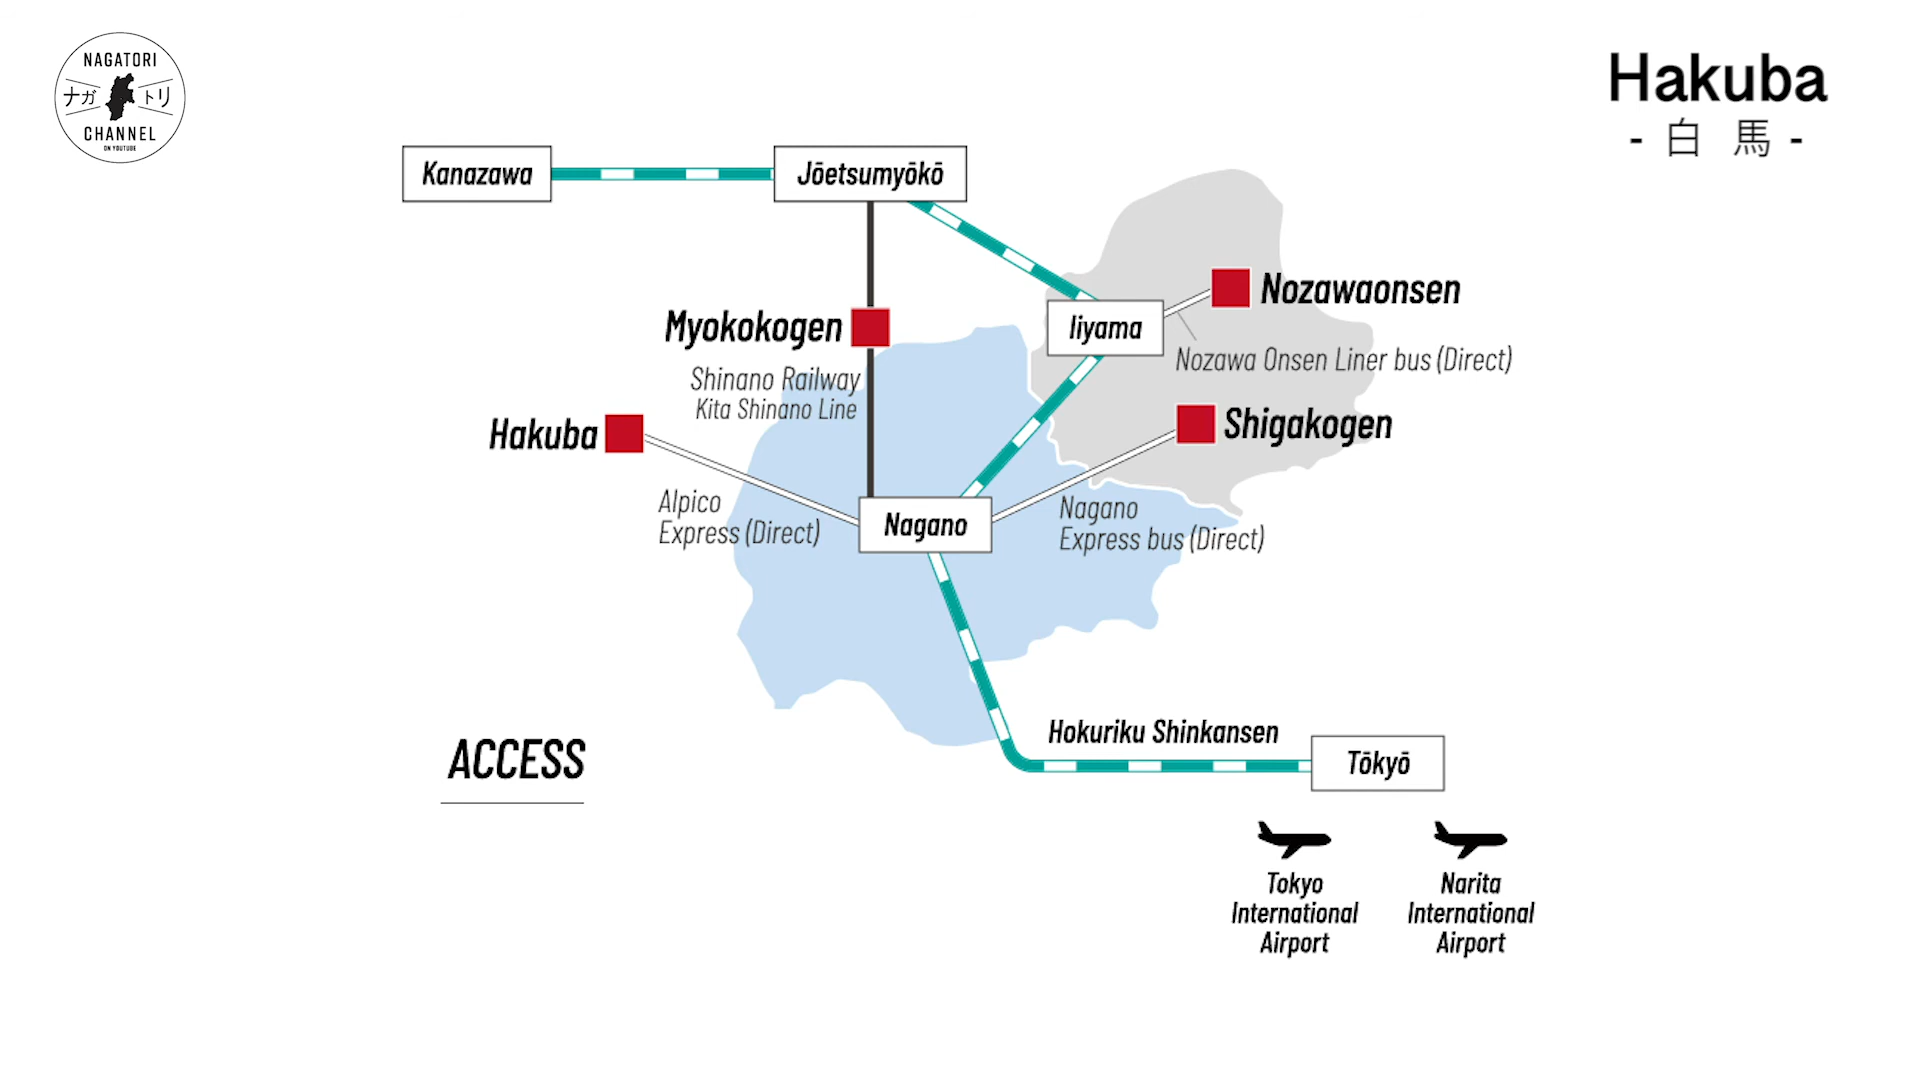 NAGATORI
ナガ トリ
CHANNEL
ON YOUTUBE
Hakuba
- 白 馬 -
Kanazawa
Jōetsumyōkō
Nozawaonsen
Myokokogen
Iiyama
Nozawa Onsen Liner bus (Direct)
Shinano Railway
Kita Shinano Line
Hakuba
Shigakogen
Alpico
Express (Direct)
Nagano
Nagano
Express bus (Direct)
Hokuriku Shinkansen
ACCESS
Tōkyō
Tokyo
International
Airport
Narita
International
Airport